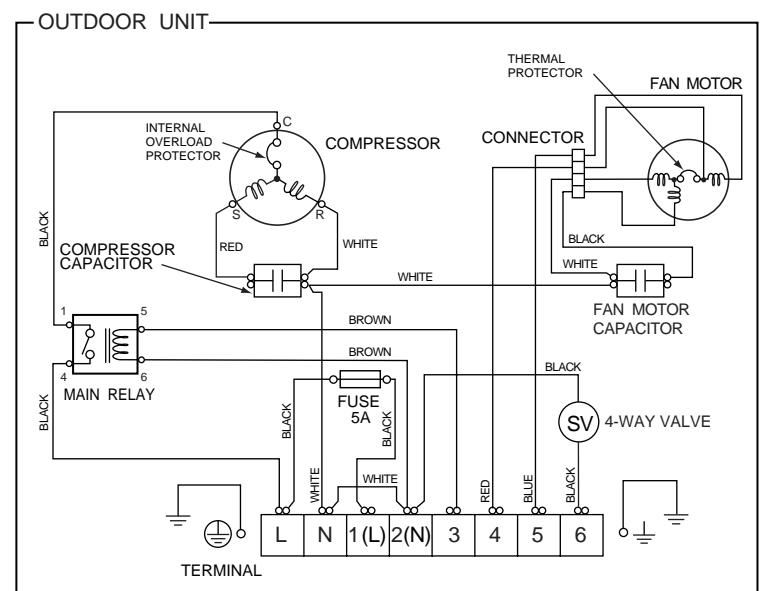 OUTDOOR UNIT
THERMAL
PROTECTOR
FAN MOTOR
C
INTERNAL
OVERLOAD
PROTECTOR
COMPRESSOR
CONNECTOR
S
R
BLACK
RED
WHITE
BLACK
COMPRESSOR
CAPACITOR
WHITE
WHITE
FAN MOTOR
CAPACITOR
1
5
BROWN
BROWN
4
6
MAIN RELAY
BLACK
FUSE
5A
BLACK
BLACK
BLACK
SV
4-WAY VALVE
WHITE
WHITE
RED
BLUE
BLACK
L
N
1(L)
2(N)
3
4
5
6
TERMINAL